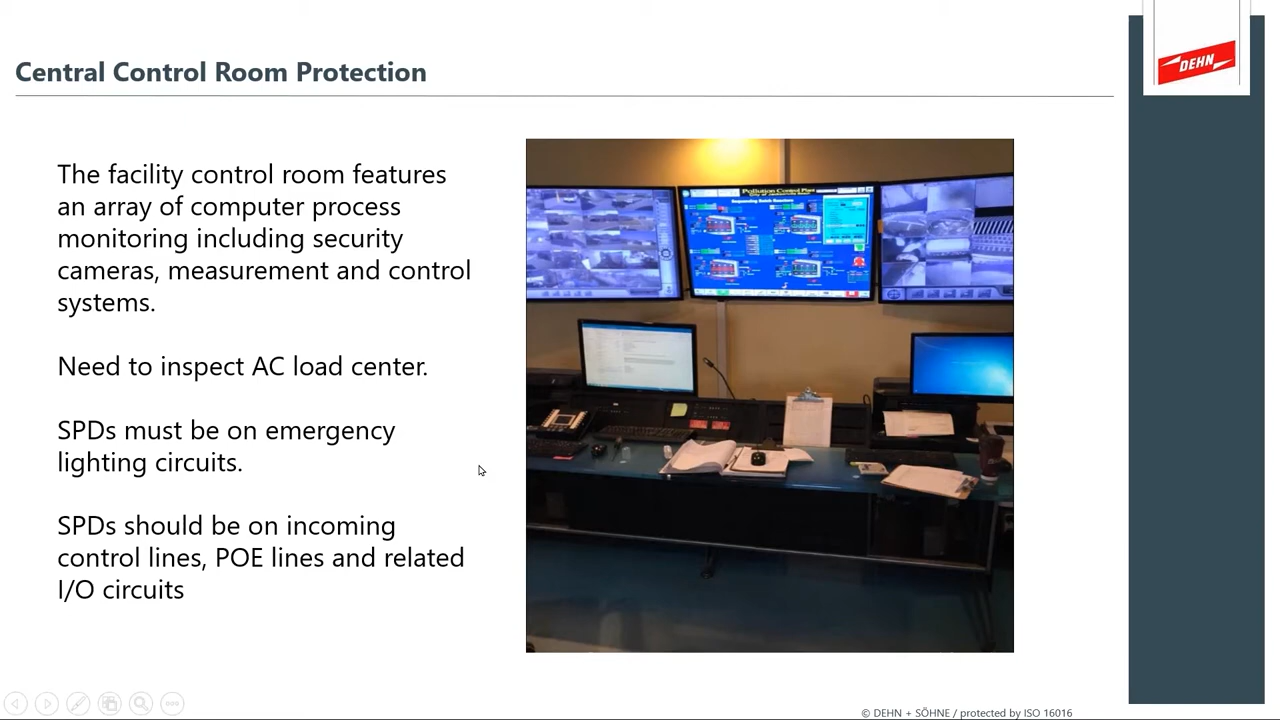 Central Control Room Protection
DEHN
The facility control room features
an array of computer process
monitoring including security
cameras, measurement and control
systems.
Need to inspect AC load center.
SPDs must be on emergency
lighting circuits.
SPDs should be on incoming
control lines, POE lines and related
I/O circuits
Pollution Control Plant
Sequencing Batch Reactors
© DEHN + SÖHNE / protected by ISO 16016